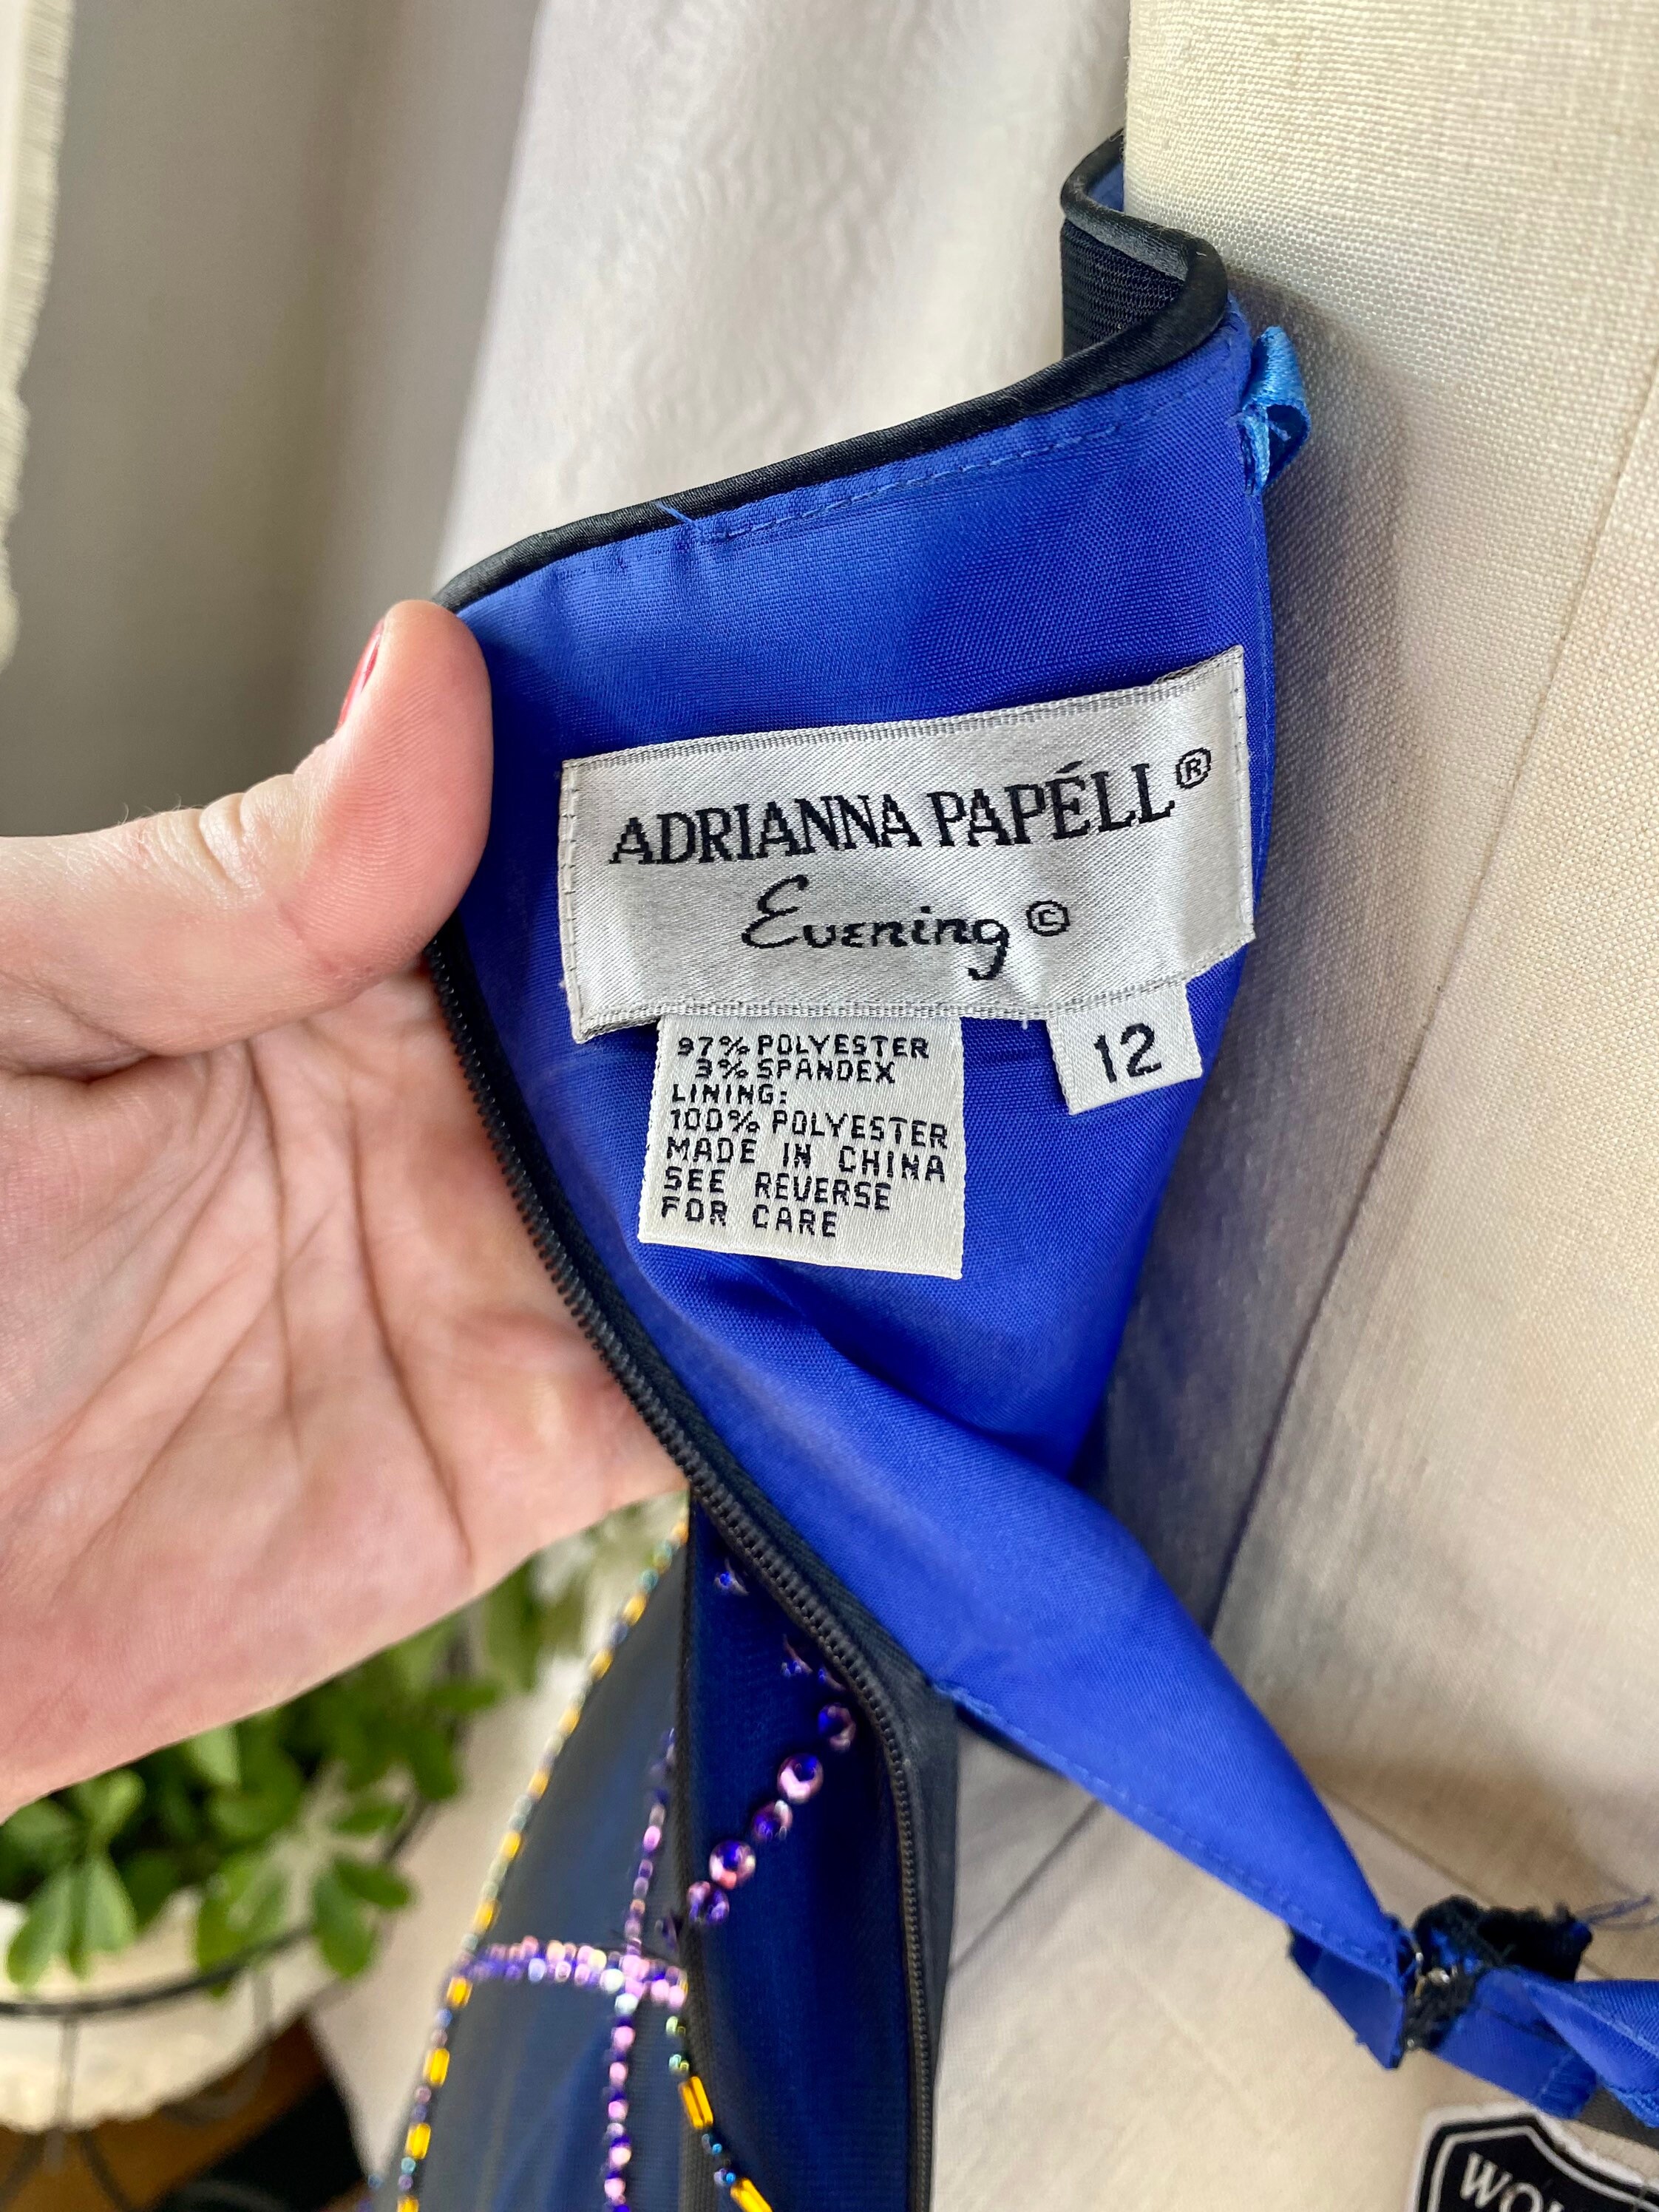 ADRIANNA PAPÉLL®
Evening ©
12
97% POLYESTER
3% SPANDEX
LINING:
100% POLYESTER
MADE IN CHINA
SEE REVERSE
FOR CARE